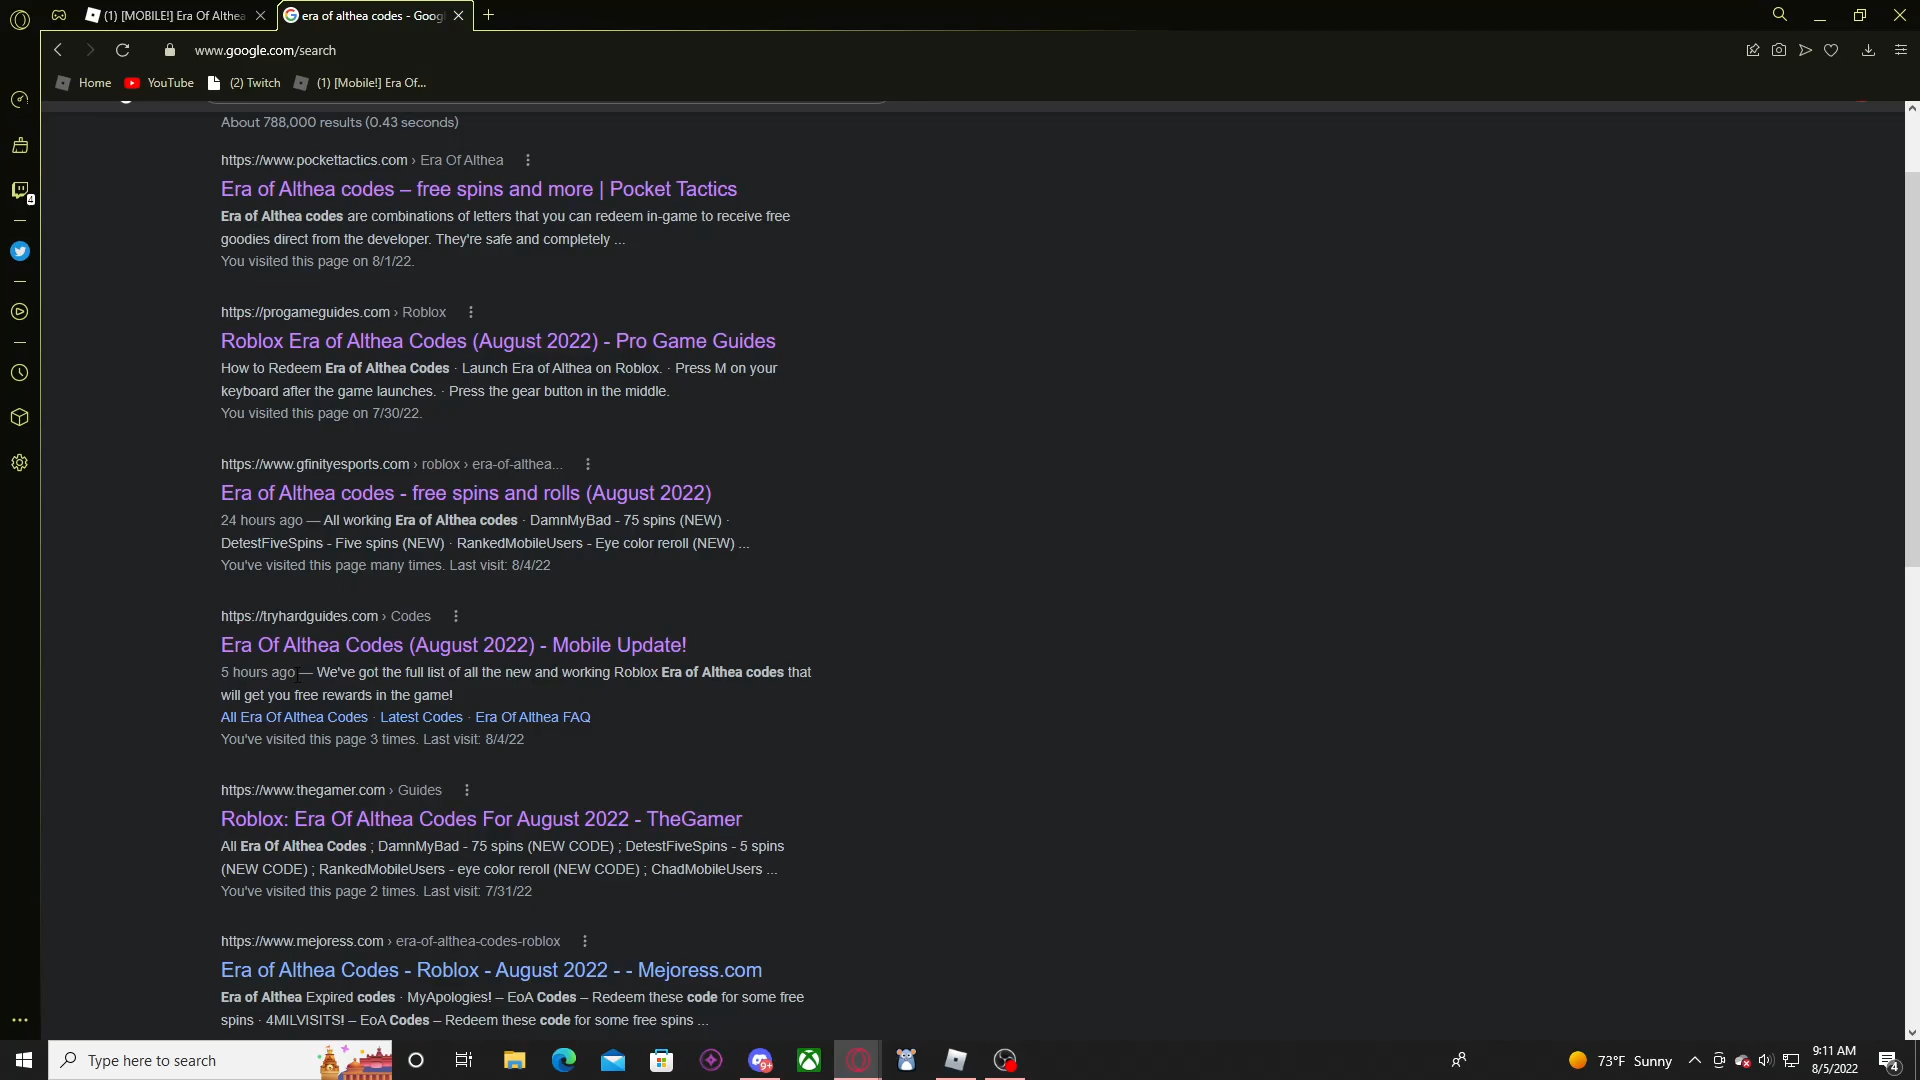 (1) [MOBILE!] Era Of Althea
era of althea codes - Goog
www.google.com/search
Home
YouTube
(2) Twitch
(1) [Mobile!] Era Of...
About 788,000 results (0.43 seconds)
https://www.pockettactics.com › Era Of Althea
Era of Althea codes – free spins and more | Pocket Tactics
Era of Althea codes are combinations of letters that you can redeem in-game to receive free
goodies direct from the developer. They're safe and completely ...
You visited this page on 8/1/22.
https://progameguides.com › Roblox
Roblox Era of Althea Codes (August 2022) - Pro Game Guides
How to Redeem Era of Althea Codes · Launch Era of Althea on Roblox. · Press M on your
keyboard after the game launches. · Press the gear button in the middle.
You visited this page on 7/30/22.
https://www.gfinityesports.com › roblox › era-of-althea...
Era of Althea codes - free spins and rolls (August 2022)
24 hours ago — All working Era of Althea codes · DamnMyBad - 75 spins (NEW) ·
DetestFiveSpins - Five spins (NEW) · RankedMobileUsers - Eye color reroll (NEW) ...
You've visited this page many times. Last visit: 8/4/22
https://tryhardguides.com › Codes
Era Of Althea Codes (August 2022) - Mobile Update!
5 hours ago — We've got the full list of all the new and working Roblox Era of Althea codes that
will get you free rewards in the game!
All Era Of Althea Codes · Latest Codes · Era Of Althea FAQ
You've visited this page 3 times. Last visit: 8/4/22
https://www.thegamer.com › Guides
Roblox: Era Of Althea Codes For August 2022 - TheGamer
All Era Of Althea Codes ; DamnMyBad - 75 spins (NEW CODE) ; DetestFiveSpins - 5 spins
(NEW CODE) ; RankedMobileUsers - eye color reroll (NEW CODE) ; ChadMobileUsers ...
You've visited this page 2 times. Last visit: 7/31/22
https://www.mejoress.com › era-of-althea-codes-roblox
Era of Althea Codes - Roblox - August 2022 - - Mejoress.com
Era of Althea Expired codes · MyApologies! – EoA Codes – Redeem these code for some free
spins · 4MILVISITS! – EoA Codes – Redeem these code for some free spins ...
4
Type here to search
9+
73°F Sunny
9:11 AM
8/5/2022
4